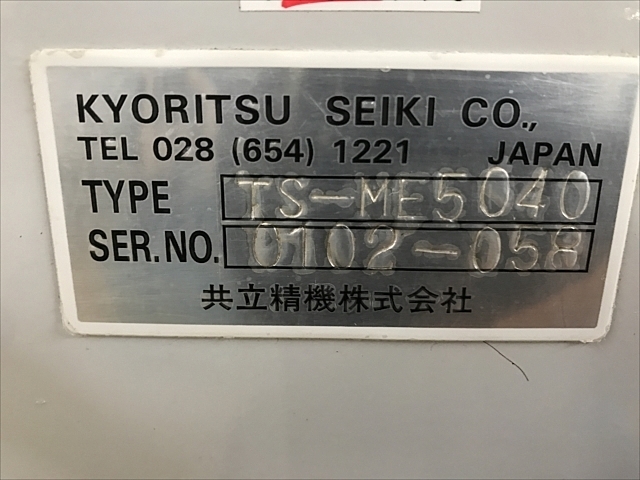 KYORITSU SEIKI CO.,
TEL 028 (654) 1221 JAPAN
TYPE TS-ME5040
SER.NO. 0102-058
共立精機株式会社